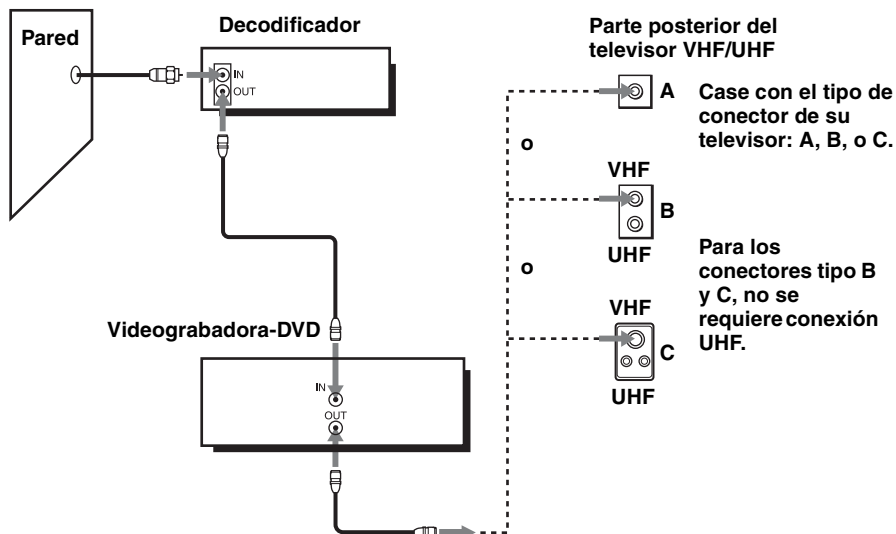 Pared
Decodificador
IN
OUT
Videograbadora-DVD
IN
OUT
Parte posterior del
televisor VHF/UHF
A
Case con el tipo de
conector de su
televisor: A, B, o C.
o
VHF
B
UHF
o
Para los
conectores tipo B
y C, no se
requiere conexión
UHF.
VHF
C
UHF